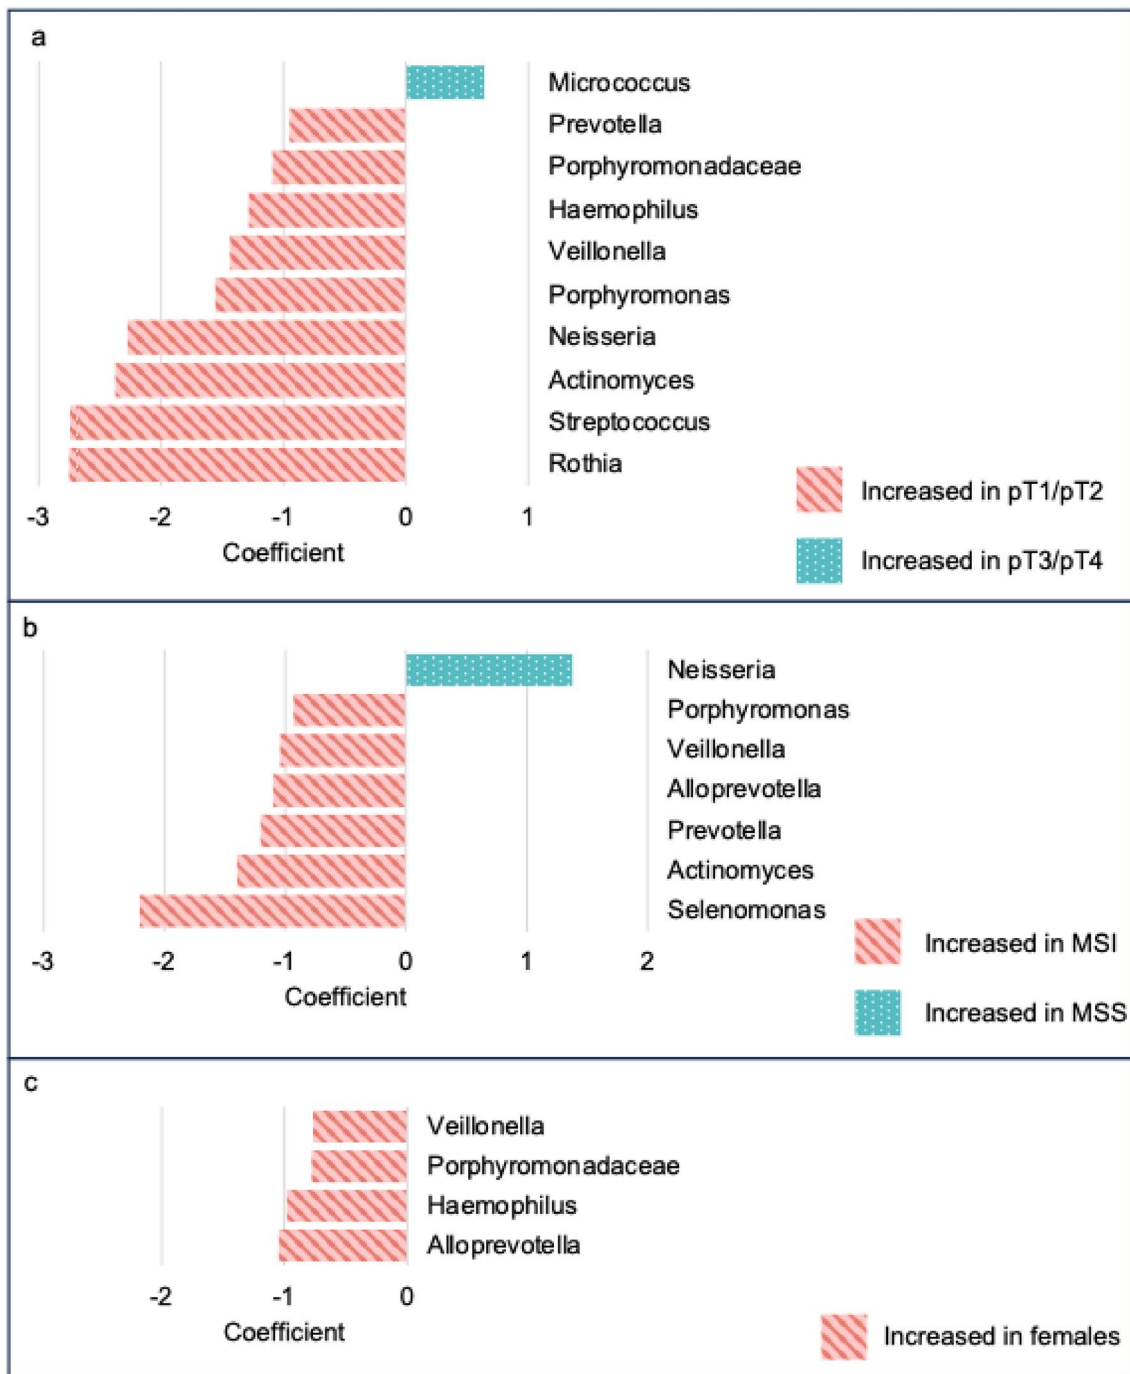 a
Micrococcus
Prevotella
Porphyromonadaceae
Haemophilus
Veillonella
Porphyromonas
Neisseria
Actinomyces
Streptococcus
Rothia
-3 -2 -1 0 1
Coefficient
Increased in pT1/pT2
Increased in pT3/pT4
b
Neisseria
Porphyromonas
Veillonella
Alloprevotella
Prevotella
Actinomyces
Selenomonas
-3 -2 -1 0 1 2
Coefficient
Increased in MSI
Increased in MSS
c
Veillonella
Porphyromonadaceae
Haemophilus
Alloprevotella
-2 -1 0
Coefficient
Increased in females